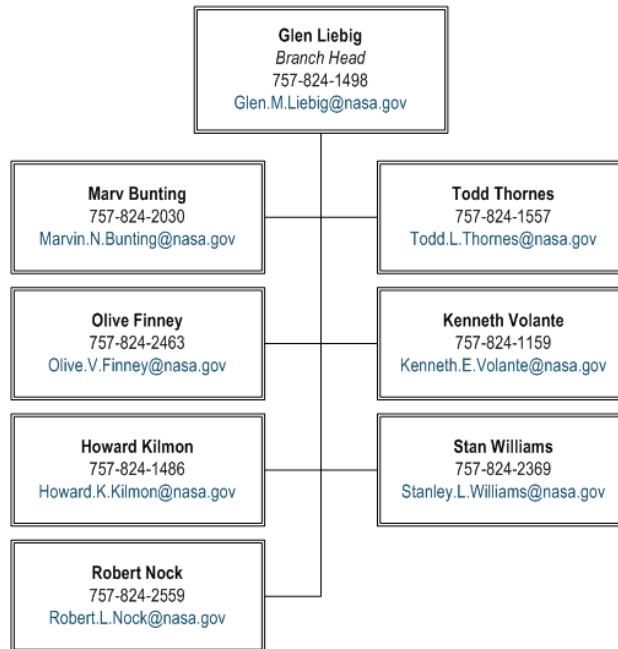 Glen Liebig
Branch Head
757-824-1498
Glen.M.Liebig@nasa.gov
Marv Bunting
757-824-2030
Marvin.N.Bunting@nasa.gov
Todd Thornes
757-824-1557
Todd.L.Thornes@nasa.gov
Olive Finney
757-824-2463
Olive.V.Finney@nasa.gov
Kenneth Volante
757-824-1159
Kenneth.E.Volante@nasa.gov
Howard Kilmon
757-824-1486
Howard.K.Kilmon@nasa.gov
Stan Williams
757-824-2369
Stanley.L.Williams@nasa.gov
Robert Nock
757-824-2559
Robert.L.Nock@nasa.gov